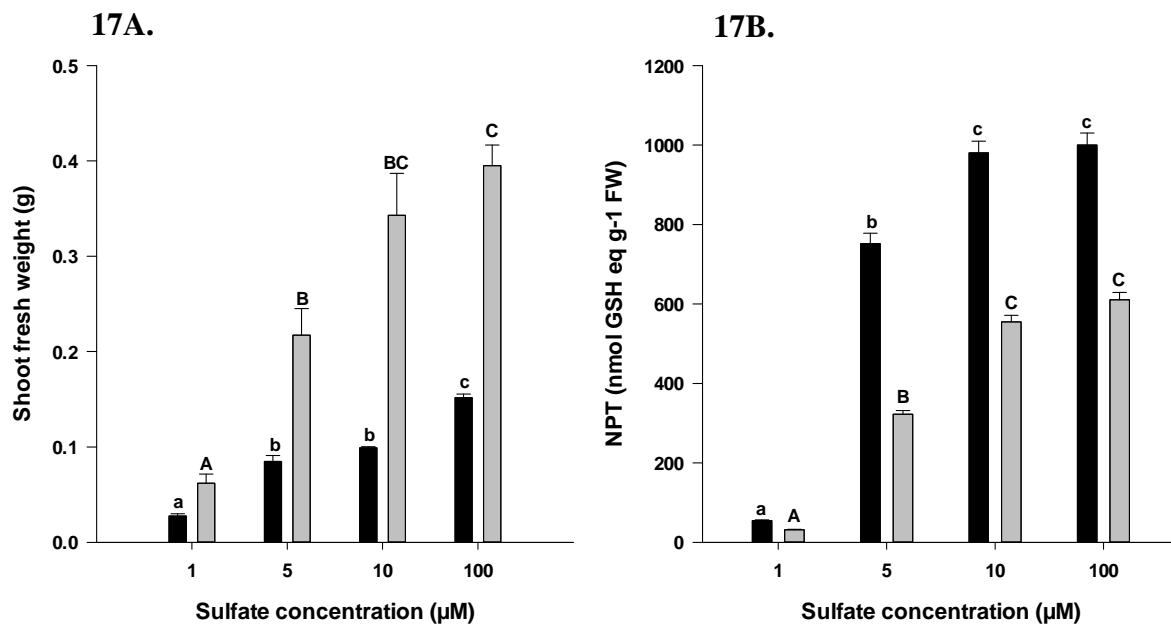 17A.
Shoot fresh weight (g)
0.5
0.4
0.3
0.2
0.1
0.0
a
A
b
B
b
BC
c
C
1
5
10
100
Sulfate concentration (µM)
17B.
NPT (nmol GSH eq g-1 FW)
1200
1000
800
600
400
200
0
a
A
b
B
c
C
c
C
1
5
10
100
Sulfate concentration (µM)